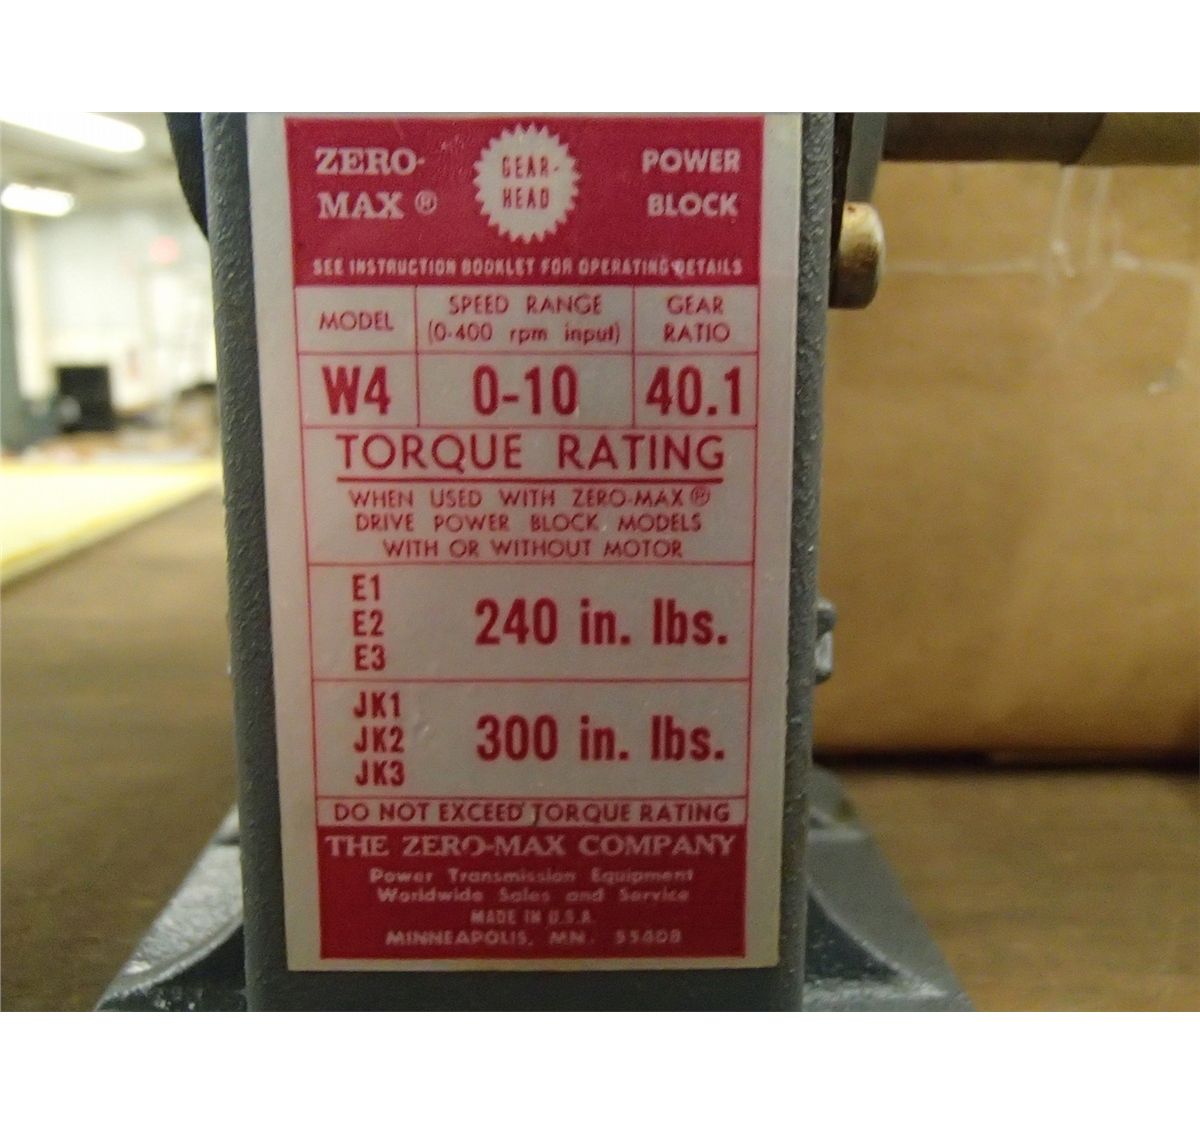 ZERO-
MAX ®
GEAR-
HEAD
POWER
BLOCK
SEE INSTRUCTION BOOKLET FOR OPERATING DETAILS
MODEL
SPEED RANGE
(0-400 rpm input)
GEAR
RATIO
W4
0-10
40.1
TORQUE RATING
WHEN USED WITH ZERO-MAX®
DRIVE POWER BLOCK MODELS
WITH OR WITHOUT MOTOR
E1
E2
E3
240 in. lbs.
JK1
JK2
JK3
300 in. lbs.
DO NOT EXCEED TORQUE RATING
THE ZERO-MAX COMPANY
Power Transmission Equipment
Worldwide Sales and Service
MADE IN U.S.A.
MINNEAPOLIS, MN. 55408